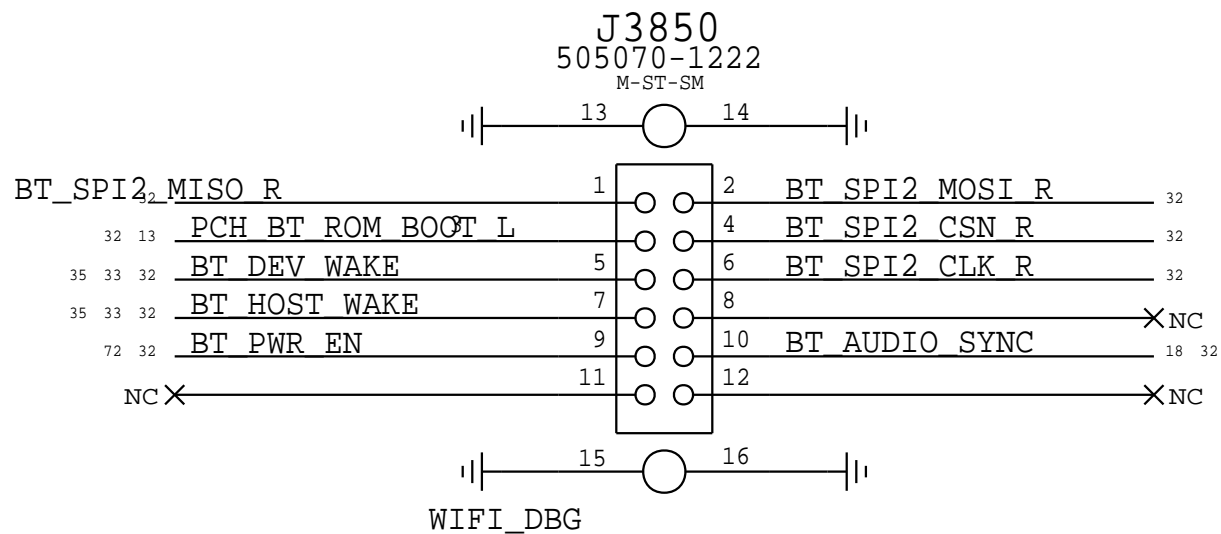 J3850
505070-1222
M-ST-SM
13 14
BT_SPI2_MISO_R 32 1 2 BT_SPI2_MOSI_R 32
32 13 PCH_BT_ROM_BOOT_L 3 4 BT_SPI2_CSN_R 32
35 33 32 BT_DEV_WAKE 5 6 BT_SPI2_CLK_R 32
35 33 32 BT_HOST_WAKE 7 8 NC
72 32 BT_PWR_EN 9 10 BT_AUDIO_SYNC 18 32
NC 11 12 NC
15 16
WIFI_DBG